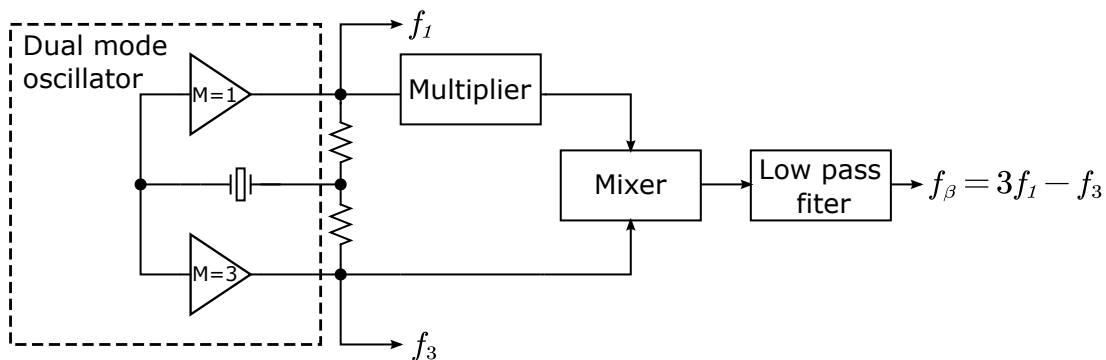 Dual mode
oscillator
M=1
M=3
f1
Multiplier
Mixer
Low pass
fiter
fβ = 3f1 − f3
f3